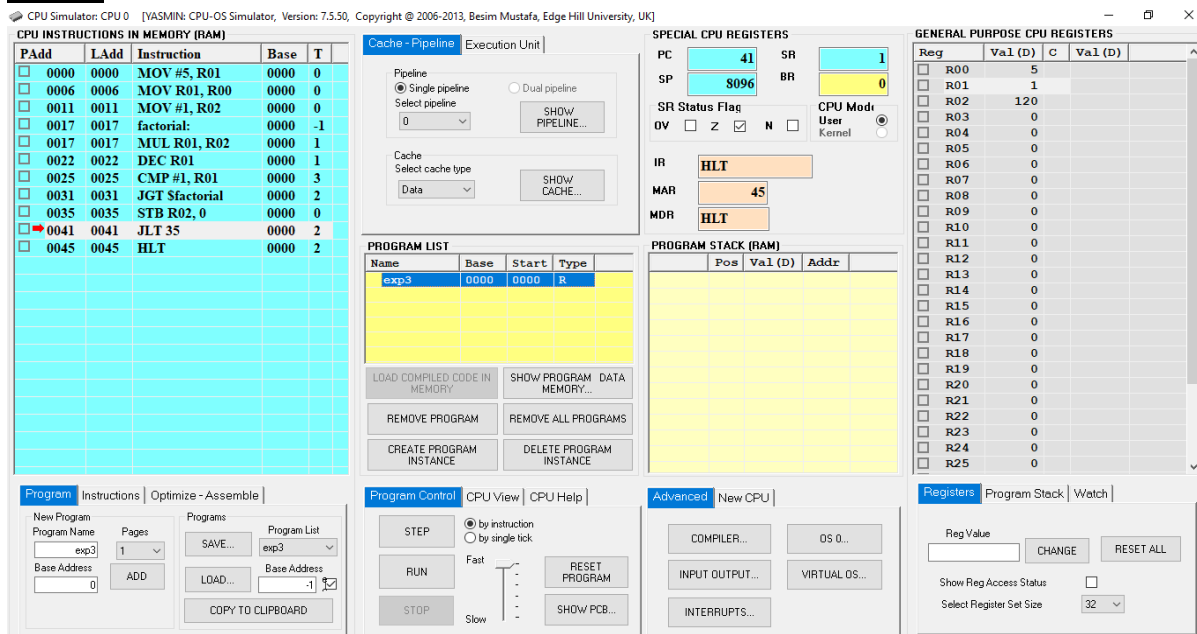 CPU Simulator: CPU 0 [YASMIN: CPU-OS Simulator, Version: 7.5.50, Copyright @ 2006-2013, Besim Mustafa, Edge Hill University, UK]
CPU INSTRUCTIONS IN MEMORY (RAM)
PAdd LAdd Instruction Base T
0000 0000 MOV #5, R01 0000 0
0006 0006 MOV R01, R00 0000 0
0011 0011 MOV #1, R02 0000 0
0017 0017 factorial: 0000 -1
0017 0017 MUL R01, R02 0000 1
0022 0022 DEC R01 0000 1
0025 0025 CMP #1, R01 0000 3
0031 0031 JGT $factorial 0000 2
0035 0035 STB R02, 0 0000 0
0041 0041 JLT 35 0000 2
0045 0045 HLT 0000 2
Cache - Pipeline Execution Unit
Pipeline
Single pipeline Dual pipeline
Select pipeline
0
SHOW
PIPELINE...
Cache
Select cache type
Data
SHOW
CACHE...
PROGRAM LIST
Name Base Start Type
exp3 0000 0000 R
LOAD COMPILED CODE IN
MEMORY
SHOW PROGRAM DATA
MEMORY...
REMOVE PROGRAM
REMOVE ALL PROGRAMS
CREATE PROGRAM
INSTANCE
DELETE PROGRAM
INSTANCE
SPECIAL CPU REGISTERS
PC 41 SR 1
SP 8096 BR 0
SR Status Flag
OV Z N
CPU Mode
User
Kernel
IR HLT
MAR 45
MDR HLT
PROGRAM STACK (RAM)
Pos Val(D) Addr
GENERAL PURPOSE CPU REGISTERS
Reg Val(D) C Val(D)
R00 5
R01 1
R02 120
R03 0
R04 0
R05 0
R06 0
R07 0
R08 0
R09 0
R10 0
R11 0
R12 0
R13 0
R14 0
R15 0
R16 0
R17 0
R18 0
R19 0
R20 0
R21 0
R22 0
R23 0
R24 0
R25 0
Program Instructions Optimize - Assemble
New Program
Program Name Pages
exp3 1
Base Address
0
ADD
Programs
SAVE...
Program List
exp3
LOAD...
Base Address
-1
COPY TO CLIPBOARD
Program Control CPU View CPU Help
STEP
by instruction
by single tick
RUN
Fast
RESET
PROGRAM
STOP
Slow
SHOW PCB...
Advanced New CPU
COMPILER... OS 0...
INPUT OUTPUT... VIRTUAL OS...
INTERRUPTS...
Registers Program Stack Watch
Reg Value
CHANGE RESET ALL
Show Reg Access Status
Select Register Set Size 32